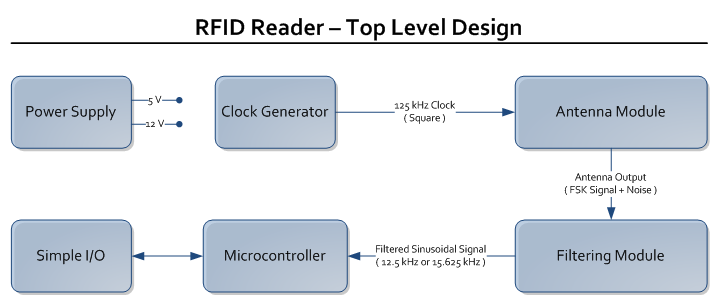 RFID Reader – Top Level Design
Power Supply
5 V
12 V
Clock Generator
125 kHz Clock
( Square )
Antenna Module
Antenna Output
( FSK Signal + Noise )
Simple I/O
Microcontroller
Filtered Sinusoidal Signal
( 12.5 kHz or 15.625 kHz )
Filtering Module